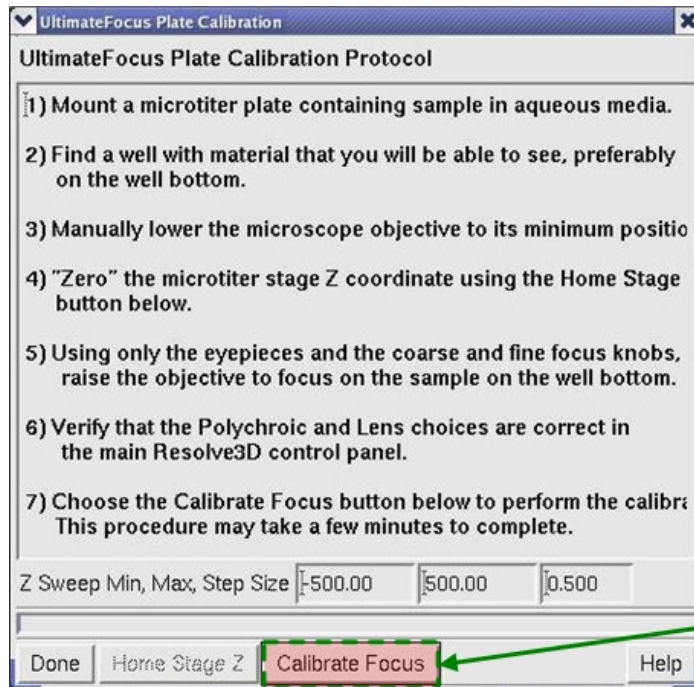 UltimateFocus Plate Calibration
UltimateFocus Plate Calibration Protocol
1) Mount a microtiter plate containing sample in aqueous media.
2) Find a well with material that you will be able to see, preferably
on the well bottom.
3) Manually lower the microscope objective to its minimum positio
4) "Zero" the microtiter stage Z coordinate using the Home Stage
button below.
5) Using only the eyepieces and the coarse and fine focus knobs,
raise the objective to focus on the sample on the well bottom.
6) Verify that the Polychroic and Lens choices are correct in
the main Resolve3D control panel.
7) Choose the Calibrate Focus button below to perform the calibra
This procedure may take a few minutes to complete.
Z Sweep Min, Max, Step Size -500.00 500.00 0.500
Done Home Stage Z Calibrate Focus Help